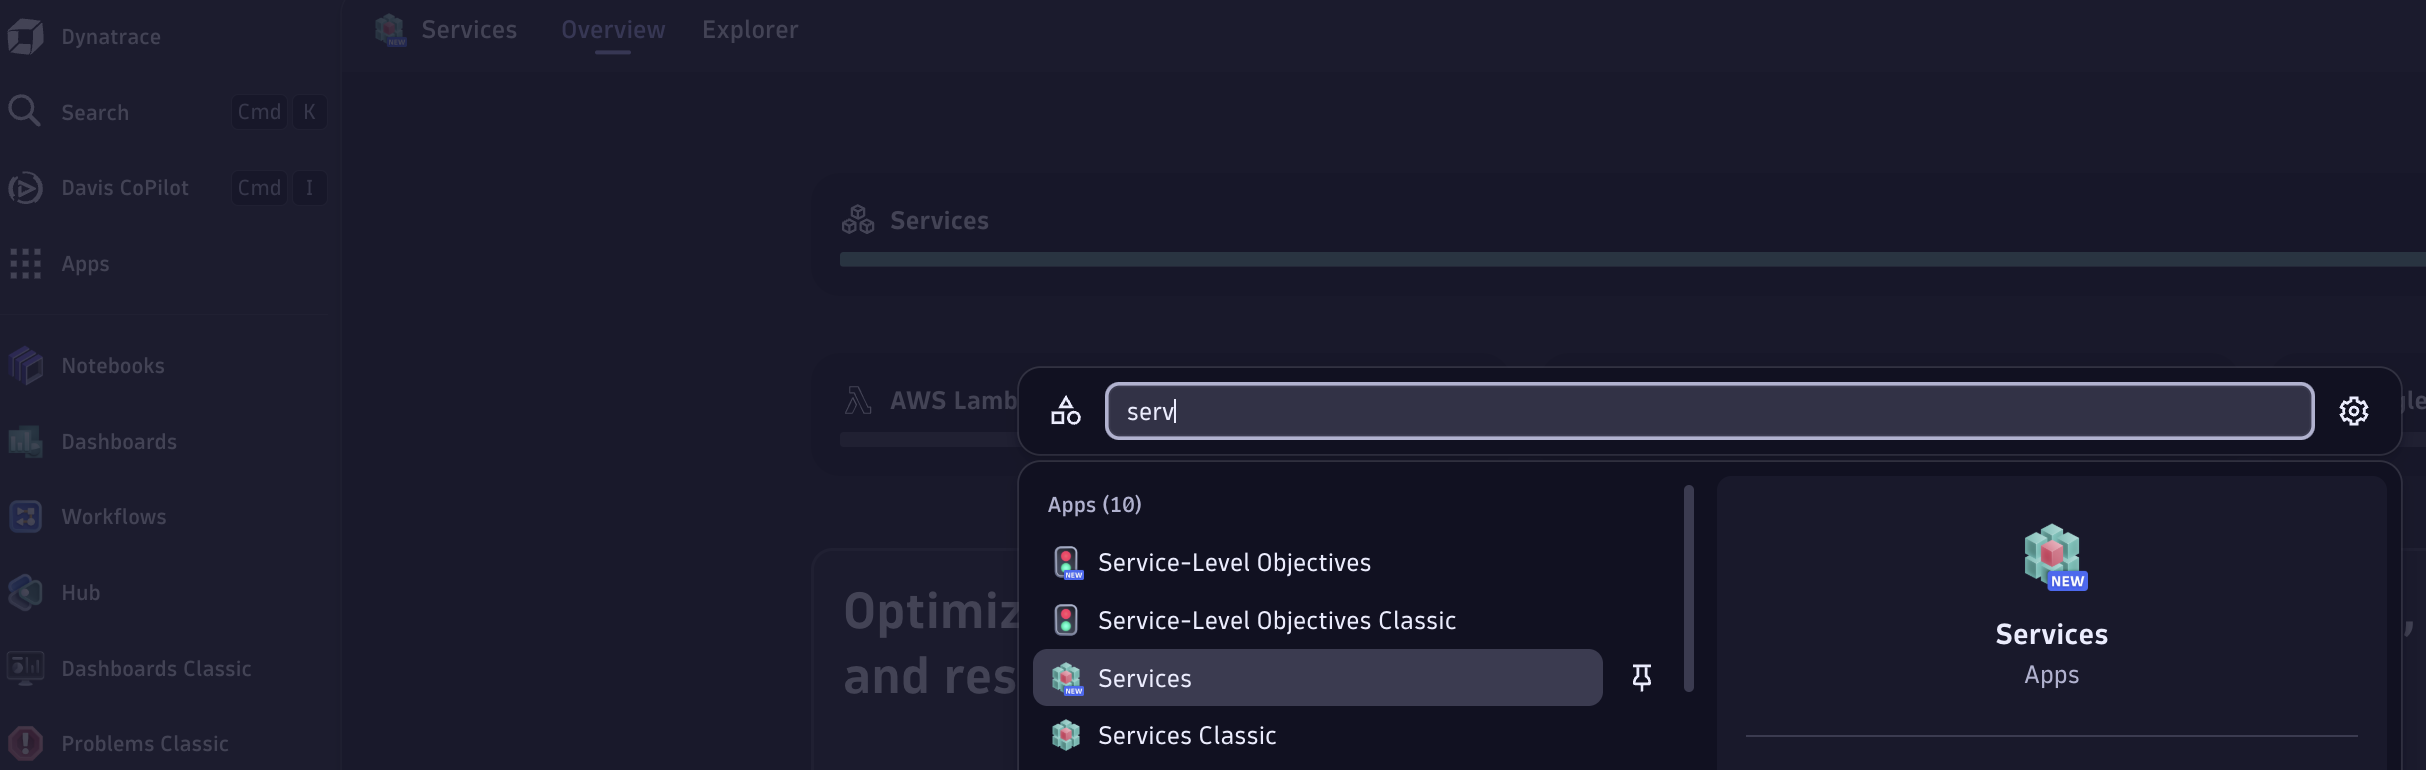 Dynatrace
Search Cmd K
Davis CoPilot Cmd I
Apps
Notebooks
Dashboards
Workflows
Hub
Dashboards Classic
Problems Classic
NEW Services Overview Explorer
Services
AWS Lamb
Optimiz
and res
serv
Apps (10)
NEW Service-Level Objectives
Service-Level Objectives Classic
NEW Services
Services Classic
NEW
Services
Apps